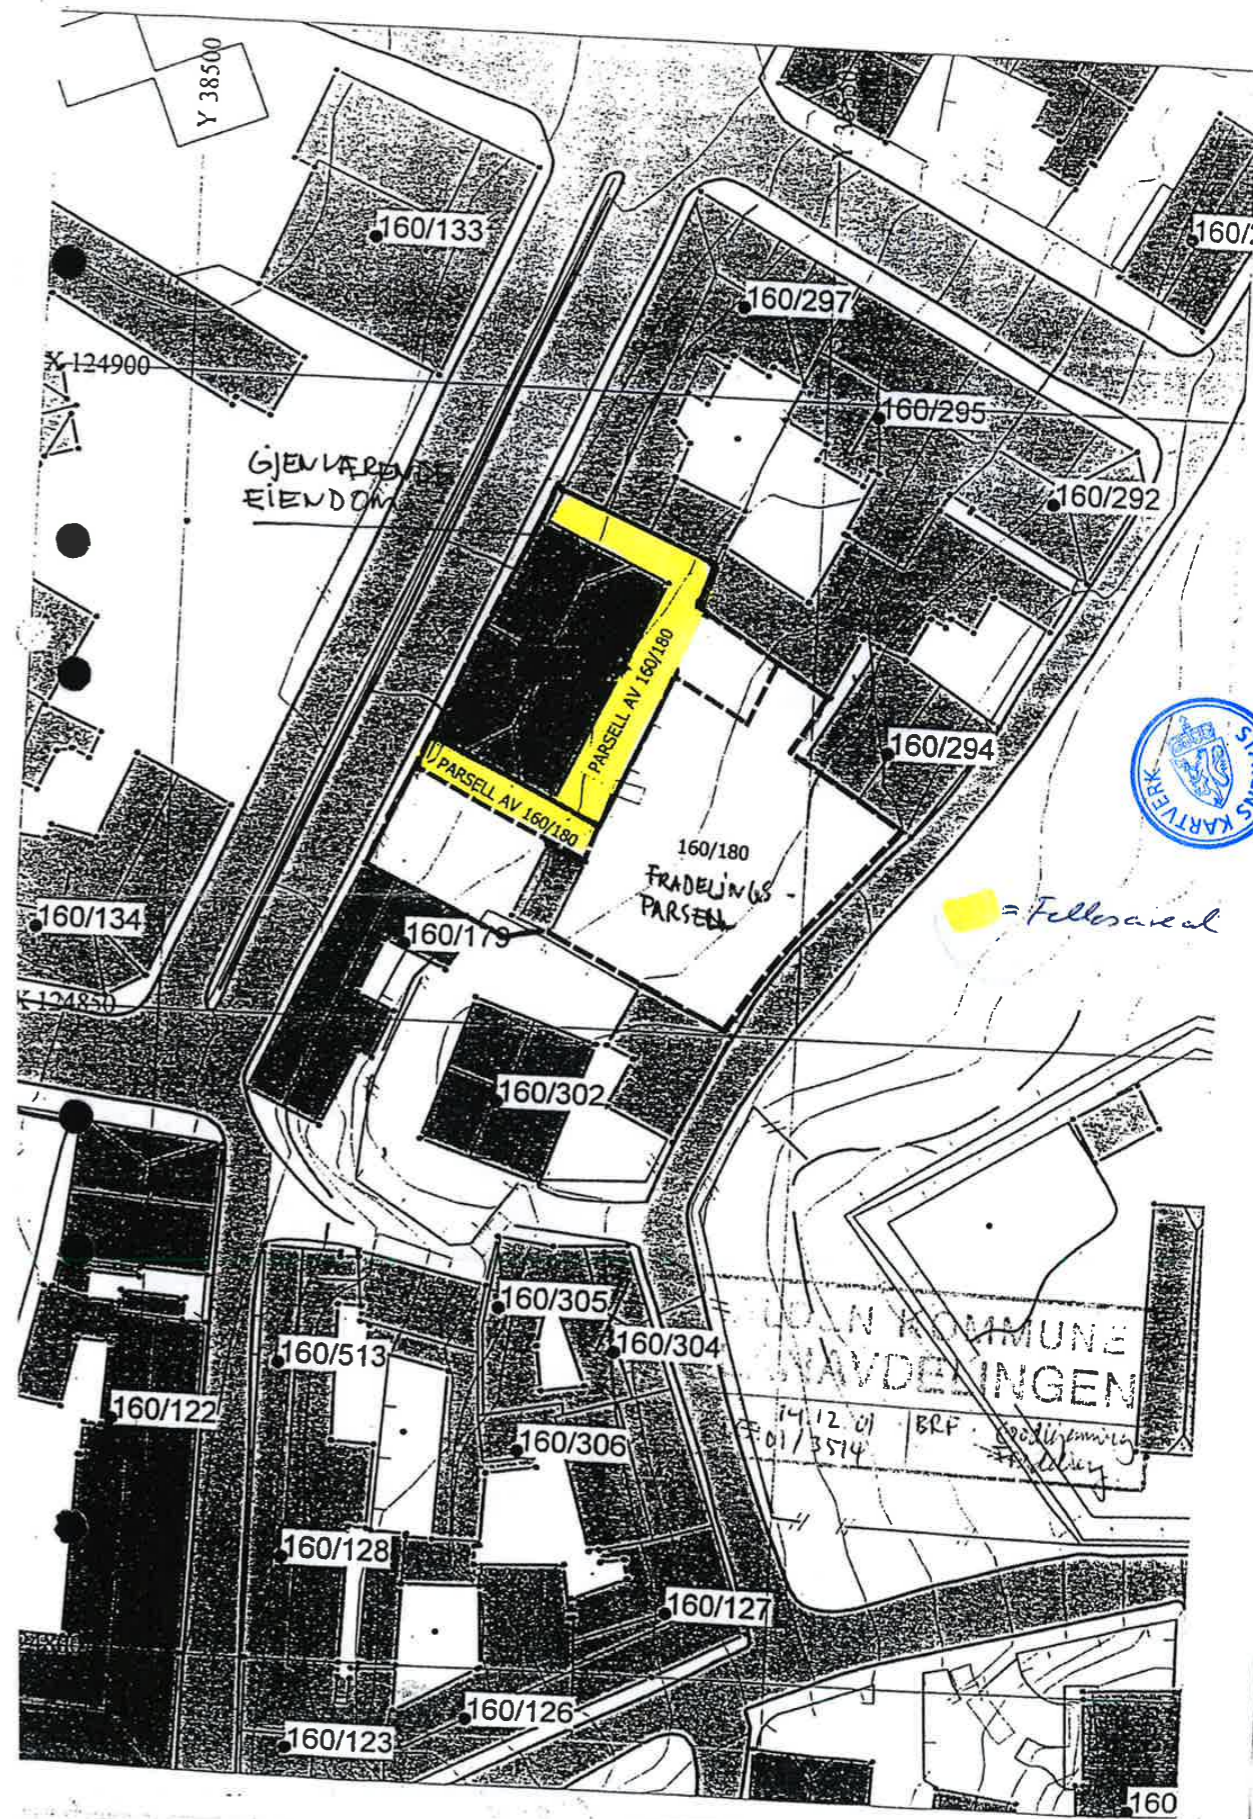 Y 38500
160/133
160/297
160/295
160/292
X 124900
GJENVÆRENDE
EIENDOM
PARSELL AV 160/180
PARSELL AV 160/180
160/294
KARTVERK
160/180
FRADELINGS-
PARSELL
= Fellesareal
160/134
160/179
X 124850
160/302
160/305
160/304
160/513
160/122
160/306
KOMMUNE
INGEN
14.12.01
01/3514
BRF
160/128
160/127
160/126
160/123
160